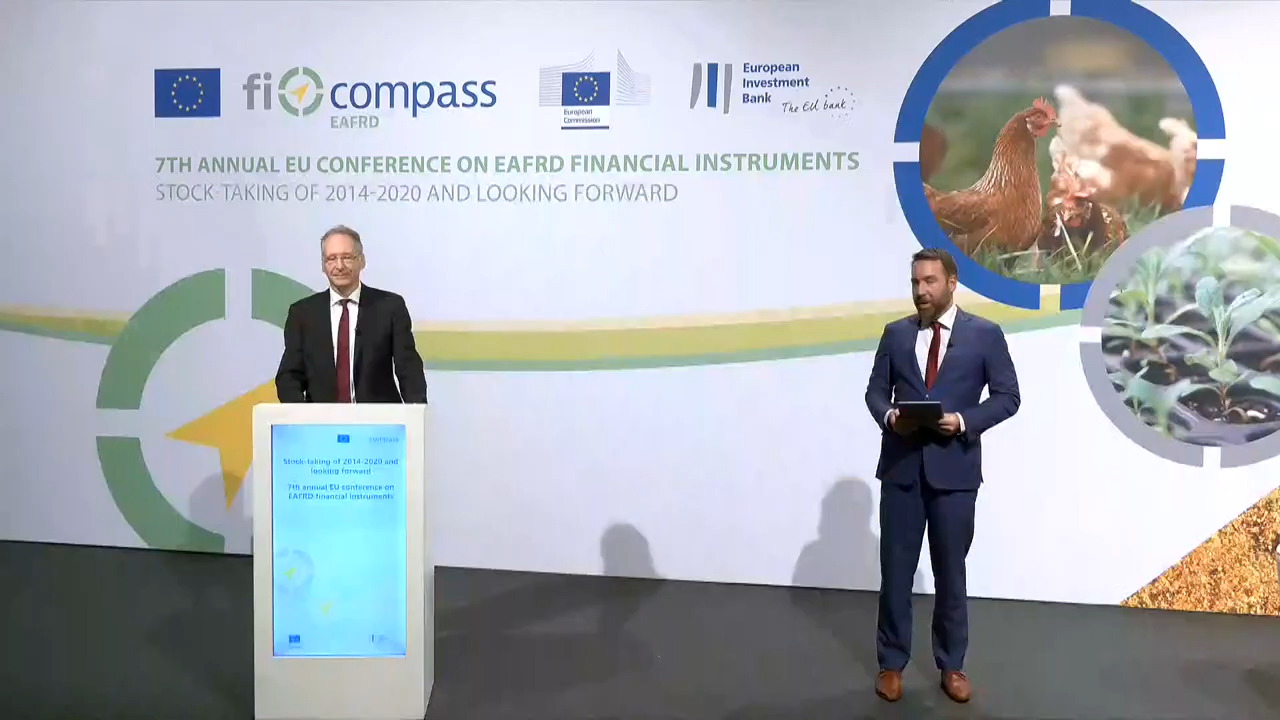 fi compass
EAFRD
European
Commission
European
Investment
Bank
The EU bank
7TH ANNUAL EU CONFERENCE ON EAFRD FINANCIAL INSTRUMENTS
STOCK-TAKING OF 2014-2020 AND LOOKING FORWARD
Stock-taking of 2014-2020 and
looking forward
7th annual EU conference on
EAFRD financial instruments